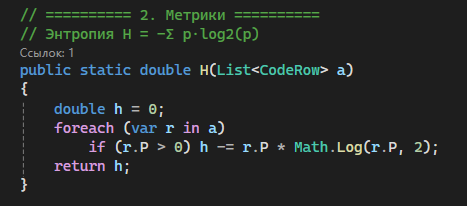 // ========== 2. Метрики ==========
// Энтропия H = −Σ p·log2(p)
Ссылок: 1
public static double H(List<CodeRow> a)
{
    double h = 0;
    foreach (var r in a)
        if (r.P > 0) h -= r.P * Math.Log(r.P, 2);
    return h;
}